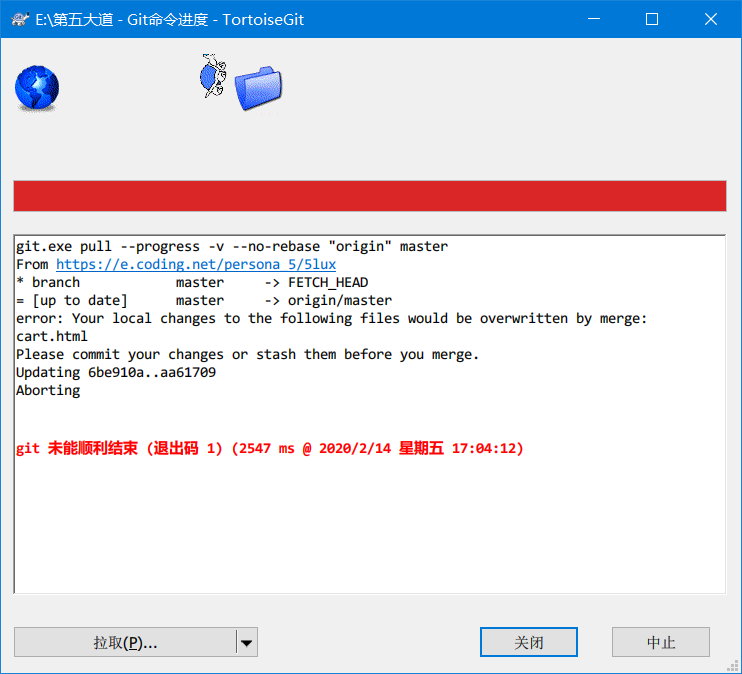 E:\第五大道 - Git命令进度 - TortoiseGit
git.exe pull --progress -v --no-rebase "origin" master
From https://e.coding.net/persona_5/5lux
* branch            master     -> FETCH_HEAD
= [up to date]      master     -> origin/master
error: Your local changes to the following files would be overwritten by merge:
cart.html
Please commit your changes or stash them before you merge.
Updating 6be910a..aa61709
Aborting
git 未能顺利结束 (退出码 1) (2547 ms @ 2020/2/14 星期五 17:04:12)
拉取(P)...
关闭
中止